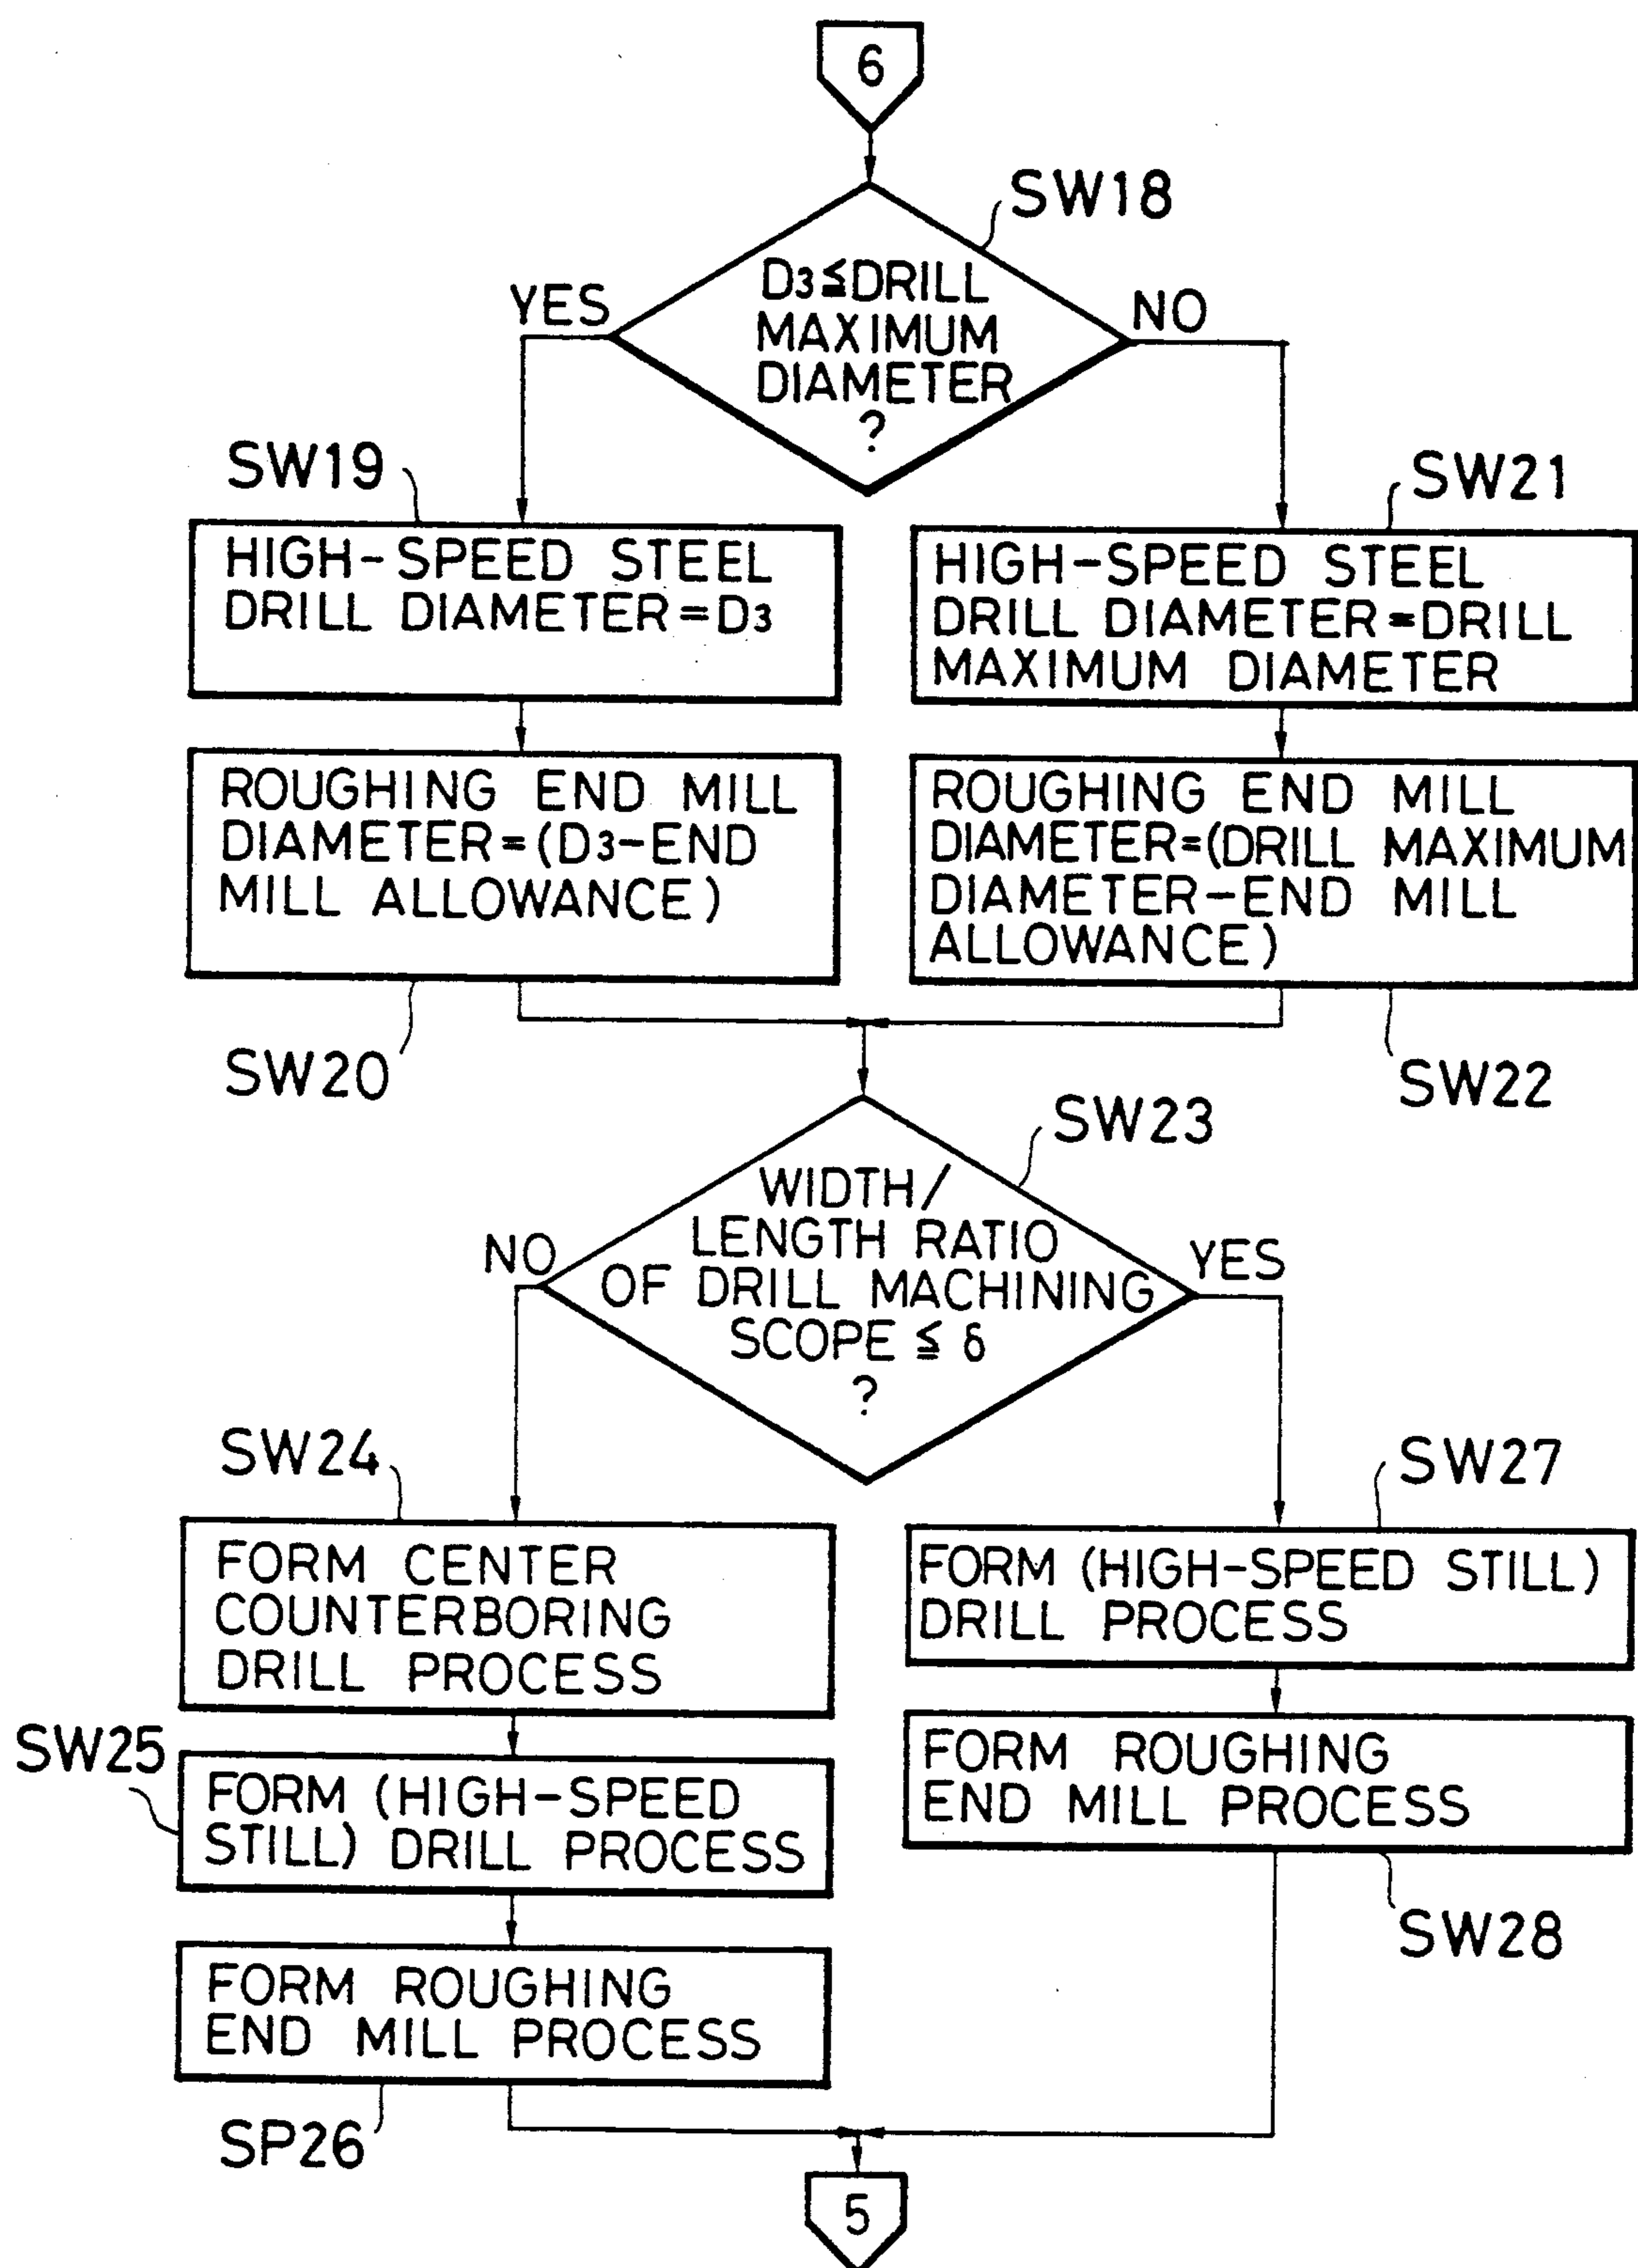 6
SW18
D3≦DRILL
MAXIMUM
DIAMETER
?
YES
NO
SW19
HIGH-SPEED STEEL
DRILL DIAMETER=D3
SW21
HIGH-SPEED STEEL
DRILL DIAMETER=DRILL
MAXIMUM DIAMETER
ROUGHING END MILL
DIAMETER=(D3-END
MILL ALLOWANCE)
SW20
ROUGHING END MILL
DIAMETER=(DRILL MAXIMUM
DIAMETER-END MILL
ALLOWANCE)
SW22
SW23
WIDTH/
LENGTH RATIO
OF DRILL MACHINING
SCOPE ≦ δ
?
NO
YES
SW24
FORM CENTER
COUNTERBORING
DRILL PROCESS
SW27
FORM (HIGH-SPEED STILL)
DRILL PROCESS
SW25
FORM (HIGH-SPEED
STILL) DRILL PROCESS
FORM ROUGHING
END MILL PROCESS
SW28
FORM ROUGHING
END MILL PROCESS
SP26
5